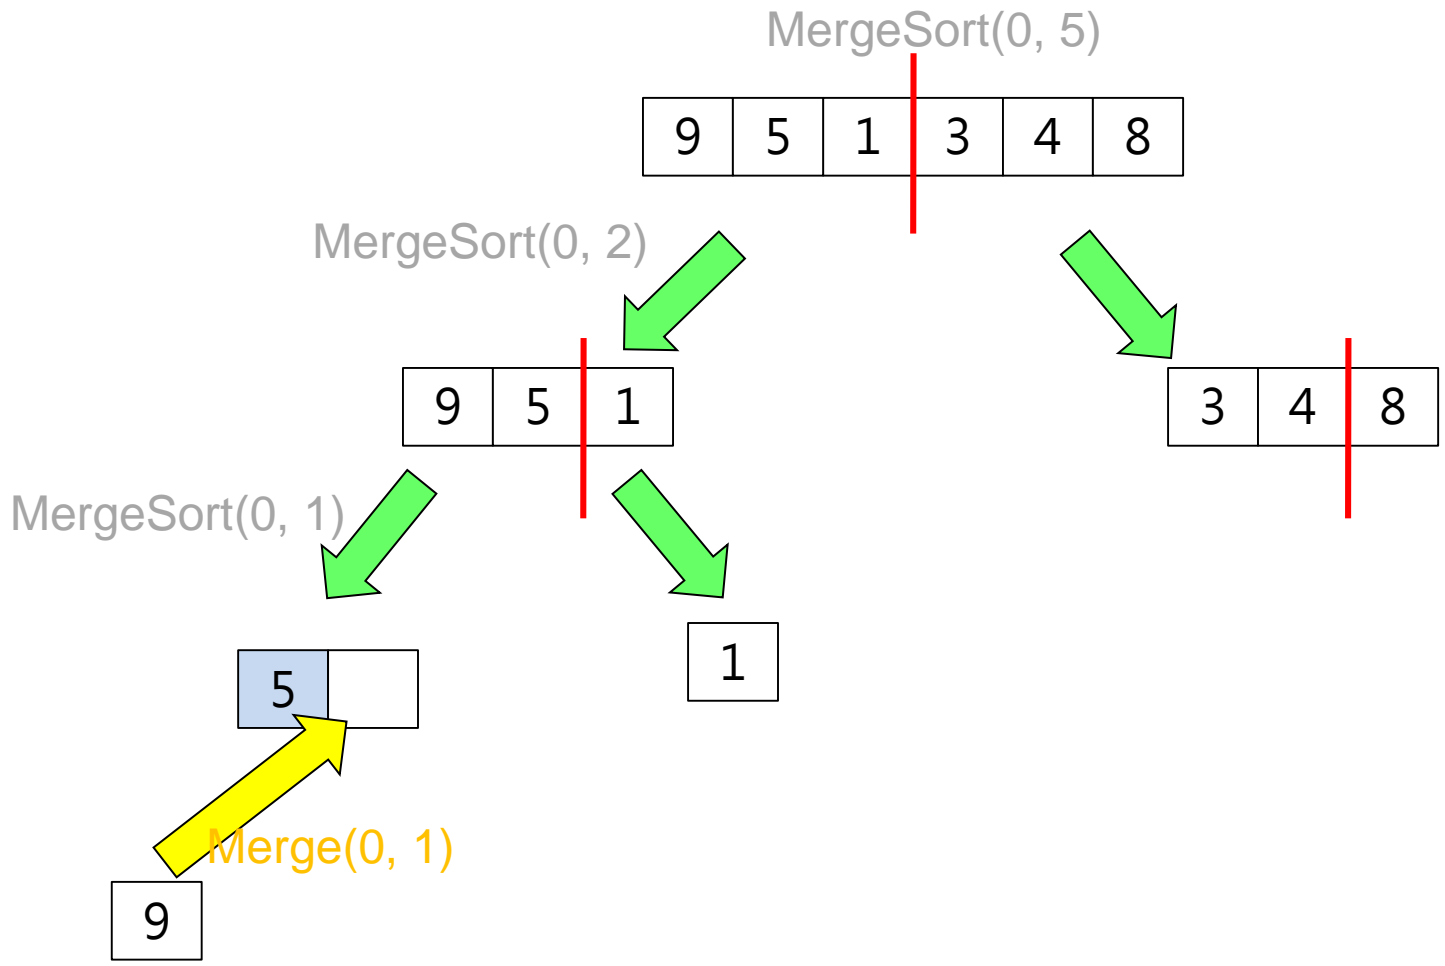 MergeSort(0, 5)
9 5 1 3 4 8
MergeSort(0, 2)
9 5 1
3 4 8
MergeSort(0, 1)
5
1
Merge(0, 1)
9